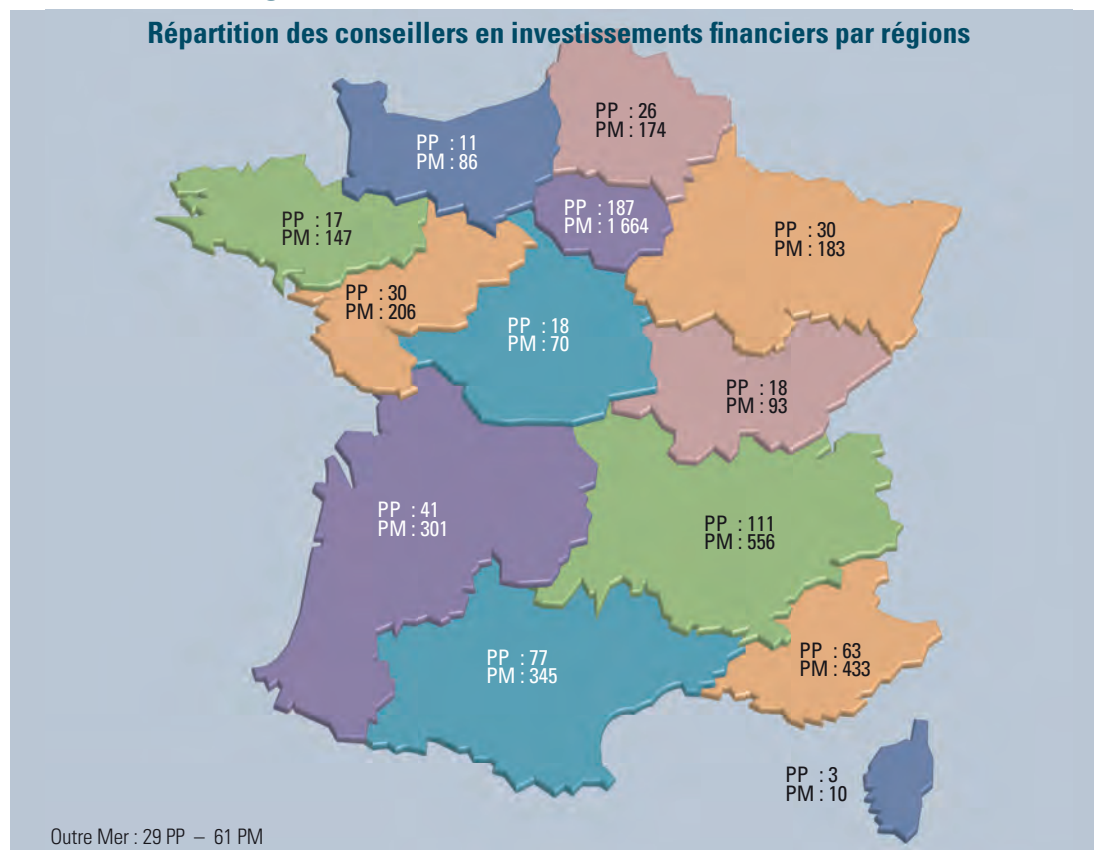 Répartition des conseillers en investissements financiers par régions
PP : 26
PM : 174
PP : 11
PM : 86
PP : 187
PM : 1 664
PP : 17
PM : 147
PP : 30
PM : 183
PP : 30
PM : 206
PP : 18
PM : 70
PP : 18
PM : 93
PP : 41
PM : 301
PP : 111
PM : 556
PP : 77
PM : 345
PP : 63
PM : 433
PP : 3
PM : 10
Outre Mer : 29 PP – 61 PM